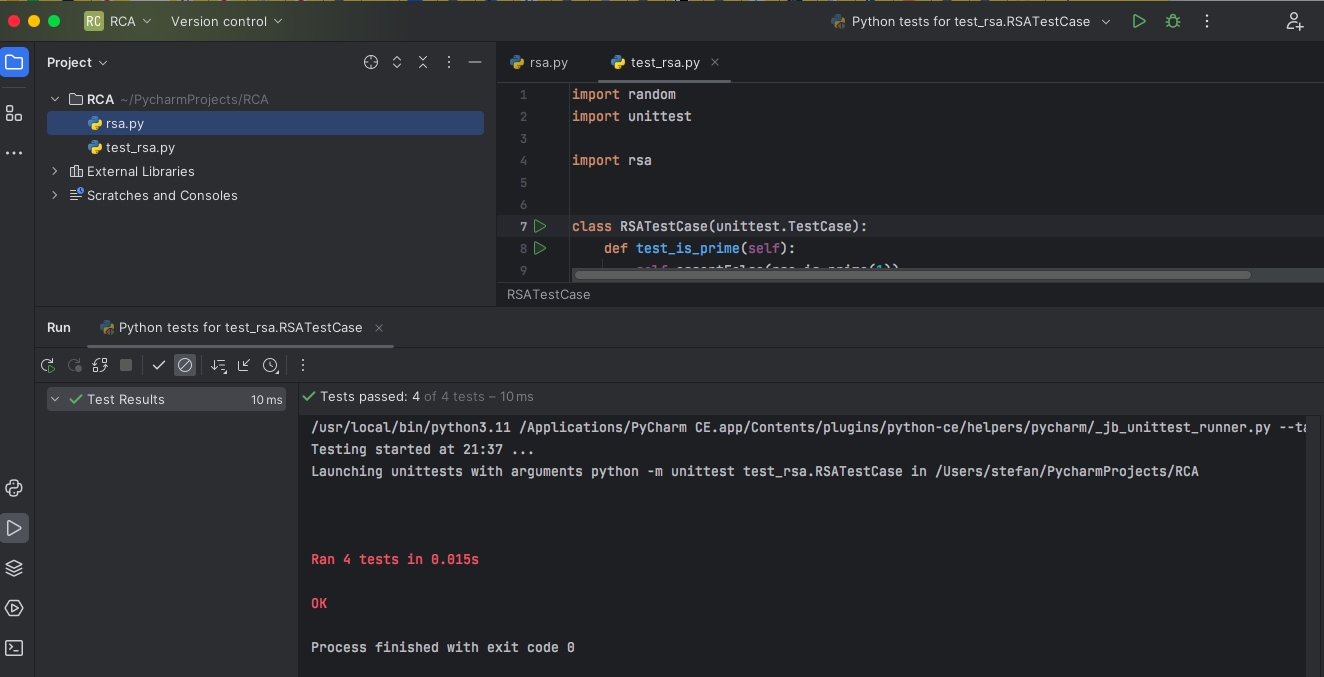 RC RCA Version control Python tests for test_rsa.RSATestCase
Project
RCA ~/PycharmProjects/RCA
rsa.py
test_rsa.py
External Libraries
Scratches and Consoles
rsa.py test_rsa.py
1 import random
2 import unittest
3
4 import rsa
5
6
7 class RSATestCase(unittest.TestCase):
8 def test_is_prime(self):
9 self.assertFalse(rsa.is_prime(1))
RSATestCase
Run Python tests for test_rsa.RSATestCase
Test Results 10 ms
Tests passed: 4 of 4 tests – 10 ms
/usr/local/bin/python3.11 /Applications/PyCharm CE.app/Contents/plugins/python-ce/helpers/pycharm/_jb_unittest_runner.py --ta
Testing started at 21:37 ...
Launching unittests with arguments python -m unittest test_rsa.RSATestCase in /Users/stefan/PycharmProjects/RCA
Ran 4 tests in 0.015s
OK
Process finished with exit code 0